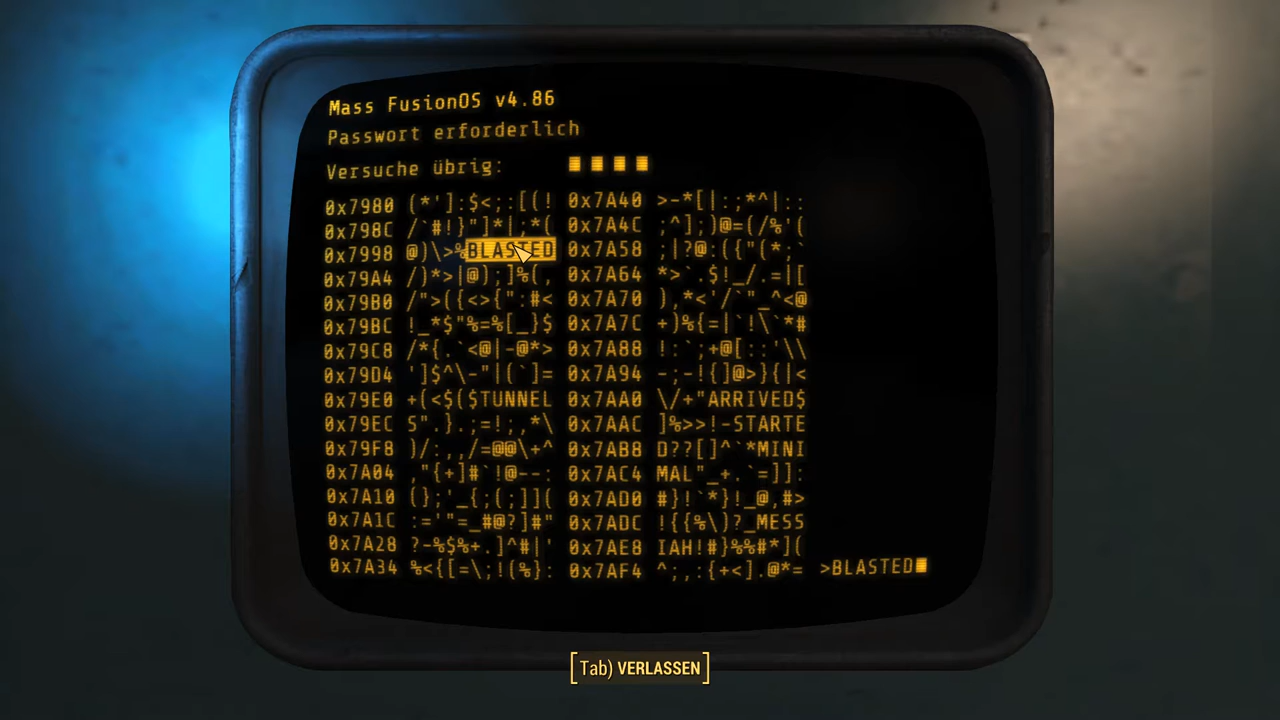 Mass FusionOS v4.86
Passwort erforderlich
Versuche übrig:
0x7980 (*']:$<;:[(! 0x7A40 >-*[|:;*^|::
0x798C /`#!}"]*|;*( 0x7A4C ;^];)@=(/%'(
0x7998 @)\>%BLASTED 0x7A58 ;|?@:({"(*;`
0x79A4 /)*>|@);]%(, 0x7A64 *>`.$!_/.=|[
0x79B0 /">({<>{":#< 0x7A70 ),*<'/`"_^<@
0x79BC !_*$"%=%[_}$ 0x7A7C +)%{=|`!\`*#
0x79C8 /*{.`<@|-@*> 0x7A88 !:`;+@[::'\\
0x79D4 ']$^\-"|(`]= 0x7A94 -;-!{]@>}{|<
0x79E0 +(<$($TUNNEL 0x7AA0 \/+"ARRIVED$
0x79EC S".}.;=!;,*\ 0x7AAC ]%>>!-STARTE
0x79F8 )/:,,/=@@\+^ 0x7AB8 D??[]^`*MINI
0x7A04 ,"{+]#`!@--: 0x7AC4 MAL"_+.`=]]:
0x7A10 (};'_{;(;]]( 0x7AD0 #}!`*}!_@,#>
0x7A1C :='"=_#@?]#" 0x7ADC !{{%\)?_MESS
0x7A28 ?-%$%+.]^#|' 0x7AE8 IAH!#}%%#*](
0x7A34 %<{[=\;!(%}: 0x7AF4 ^;,:{+<].@*= >BLASTED
[Tab) VERLASSEN]